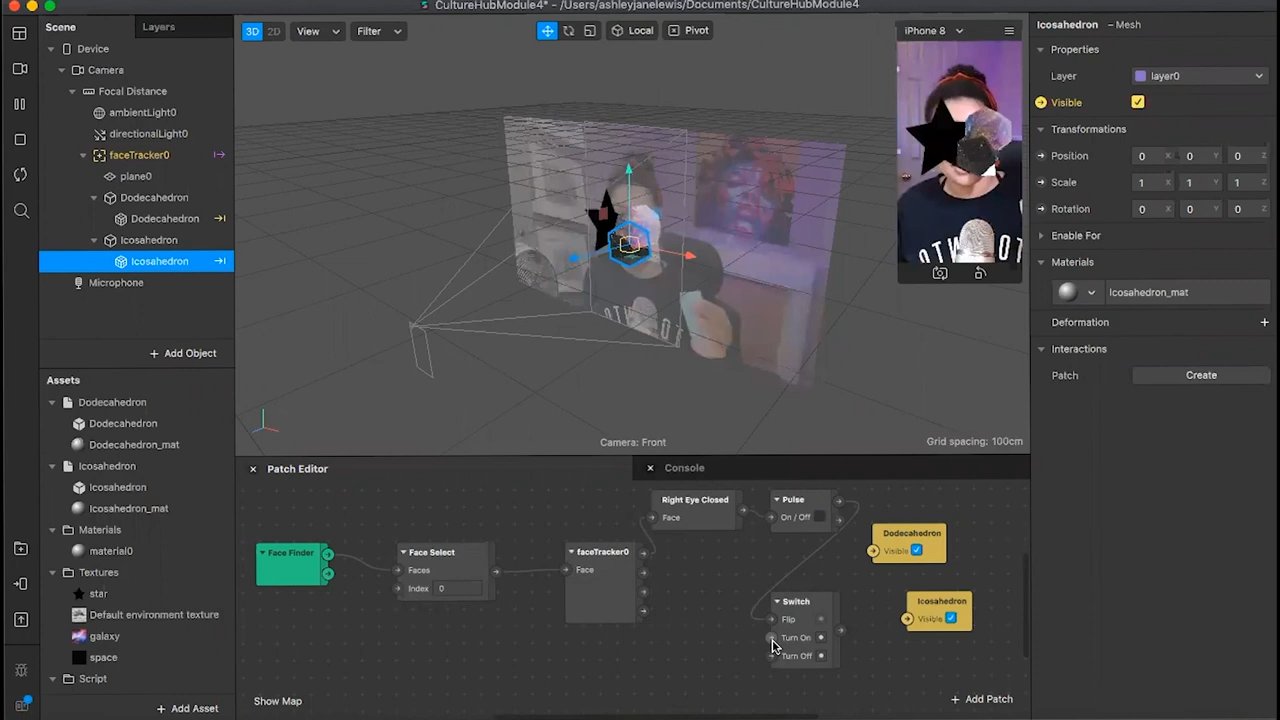 CultureHubModule4* - /Users/ashleyjanelewis/Documents/CultureHubModule4
Scene
Layers
Device
Camera
Focal Distance
ambientLight0
directionalLight0
faceTracker0
plane0
Dodecahedron
Dodecahedron
Icosahedron
Icosahedron
Microphone
Add Object
Assets
Dodecahedron
Dodecahedron
Dodecahedron_mat
Icosahedron
Icosahedron
Icosahedron_mat
Materials
material0
Textures
star
Default environment texture
galaxy
space
Script
Add Asset
3D 2D View Filter
Local Pivot
iPhone 8
Camera: Front
Grid spacing: 100cm
Patch Editor
Console
Face Finder
Face Select
Faces
Index 0
faceTracker0
Face
Right Eye Closed
Face
Pulse
On / Off
Dodecahedron
Visible
Switch
Flip
Turn On
Turn Off
Icosahedron
Visible
Show Map
Add Patch
Icosahedron – Mesh
Properties
Layer layer0
Visible
Transformations
Position 0 X 0 Y 0 Z
Scale 1 X 1 Y 1 Z
Rotation 0 X 0 Y 0 Z
Enable For
Materials
Icosahedron_mat
Deformation
Interactions
Patch Create